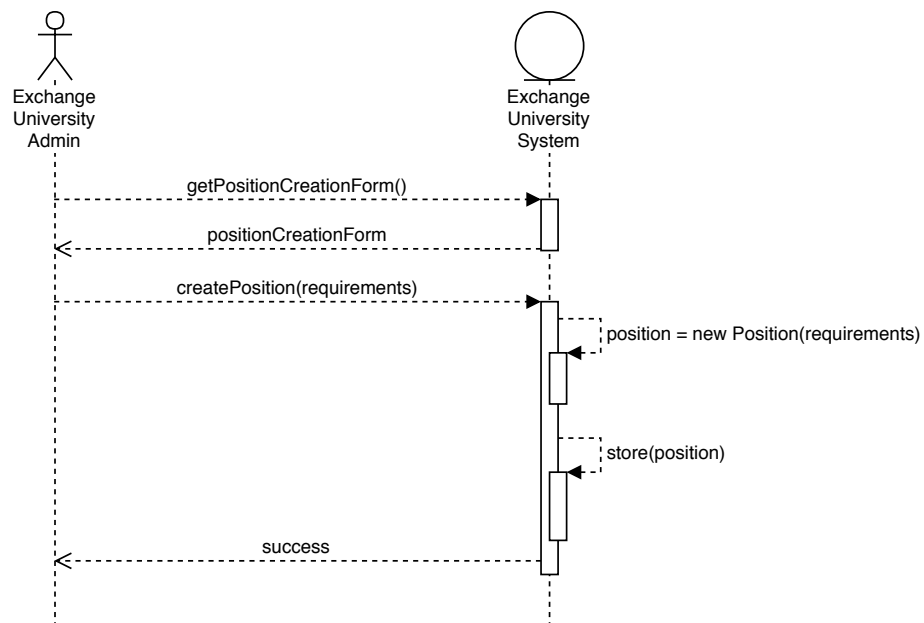 Exchange
University
Admin
Exchange
University
System
getPositionCreationForm()
positionCreationForm
createPosition(requirements)
position = new Position(requirements)
store(position)
success